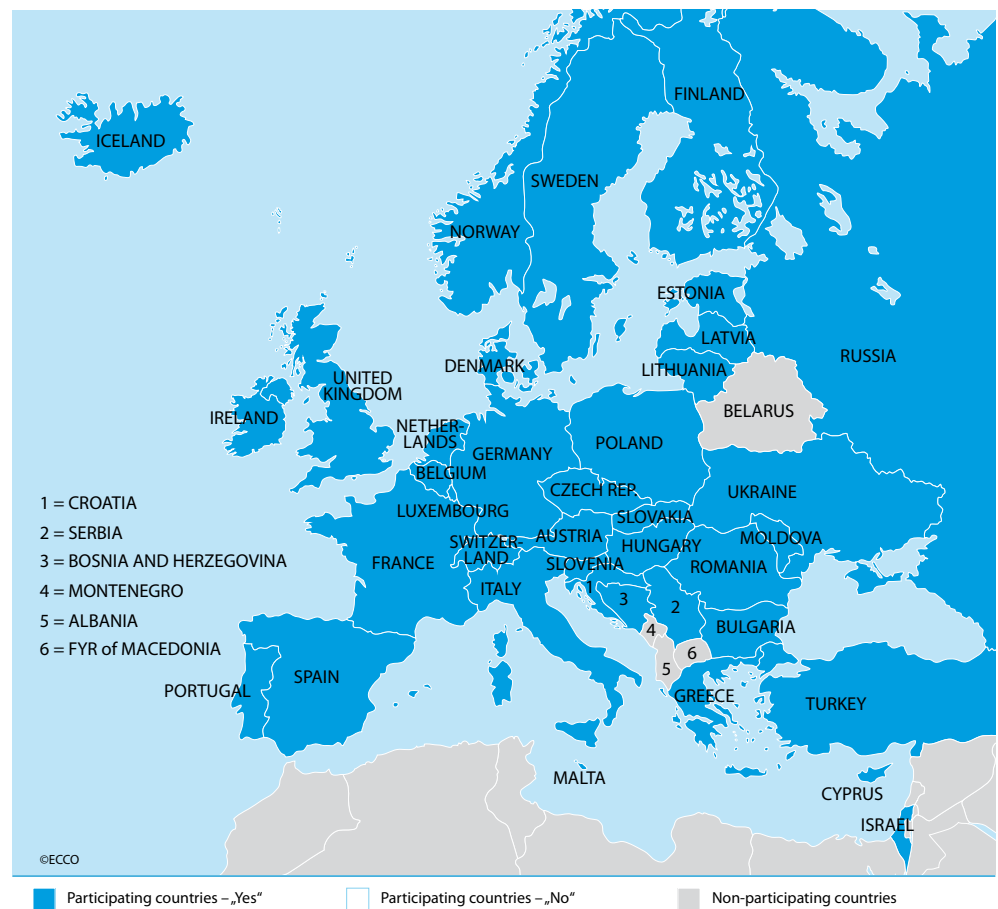 FINLAND
ICELAND
SWEDEN
NORWAY
ESTONIA
LATVIA
RUSSIA
DENMARK
LITHUANIA
UNITED
KINGDOM
BELARUS
IRELAND
NETHER-
LANDS
POLAND
GERMANY
BELGIUM
CZECH REP.
UKRAINE
1 = CROATIA
LUXEMBOURG
SLOVAKIA
2 = SERBIA
AUSTRIA
MOLDOVA
SWITZER-
LAND
HUNGARY
3 = BOSNIA AND HERZEGOVINA
FRANCE
SLOVENIA
ROMANIA
4 = MONTENEGRO
ITALY
1
3
2
5 = ALBANIA
4
BULGARIA
6 = FYR of MACEDONIA
6
5
SPAIN
PORTUGAL
GREECE
TURKEY
MALTA
CYPRUS
ISRAEL
©ECCO
Participating countries – „Yes“
Participating countries – „No“
Non-participating countries